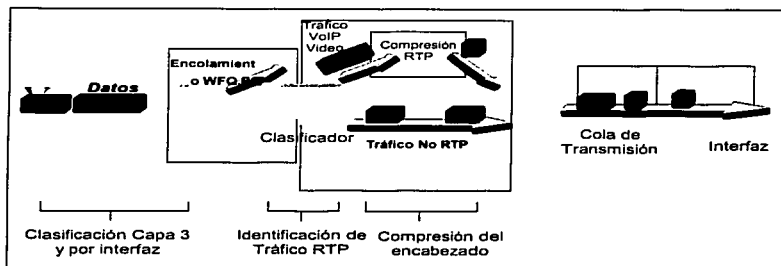 Tráfico
VoIP
Video
Compresión
RTP
Encolamient
o WFQ
Datos
Clasificador
Tráfico No RTP
Cola de
Transmisión
Interfaz
Clasificación Capa 3
y por interfaz
Identificación de
Tráfico RTP
Compresión del
encabezado